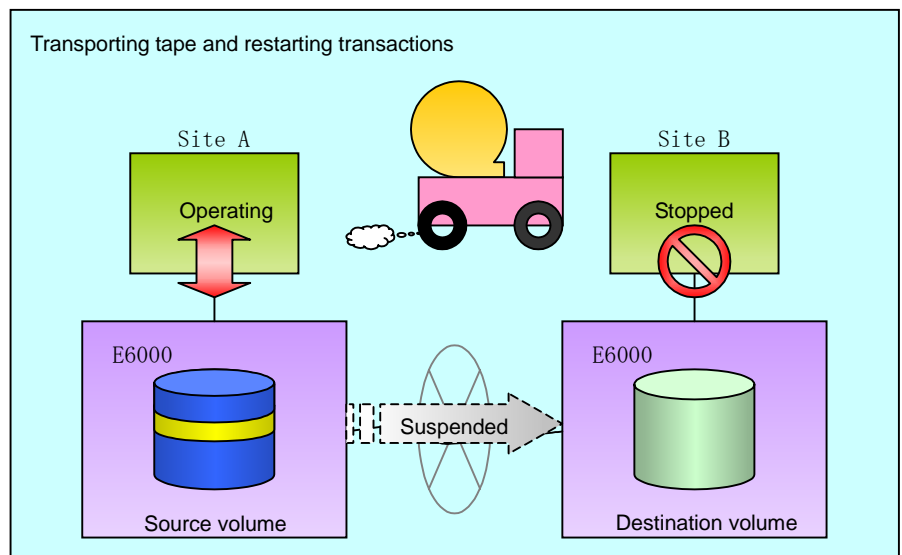 Transporting tape and restarting transactions
Site A
Site B
Operating
Stopped
E6000
E6000
Suspended
Source volume
Destination volume